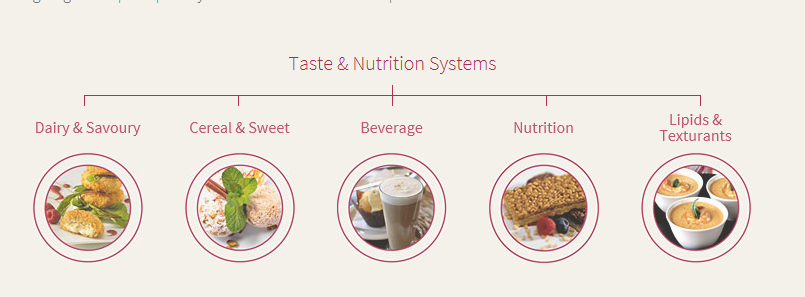 Taste & Nutrition Systems
Dairy & Savoury
Cereal & Sweet
Beverage
Nutrition
Lipids &
Texturants